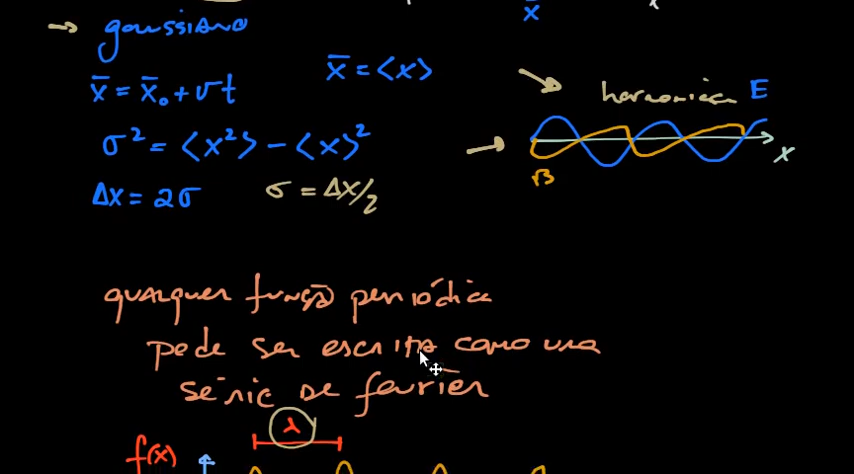 x̄
→ gaussiano
x̄ = <x>
x̄ = x̄₀ + vt
harmonica E
σ² = <x²> - <x>²
x
B
Δx = 2σ
σ = Δx/2
qualquer função periódica
pode ser escrita como uma
série de fourier
λ
f(x)